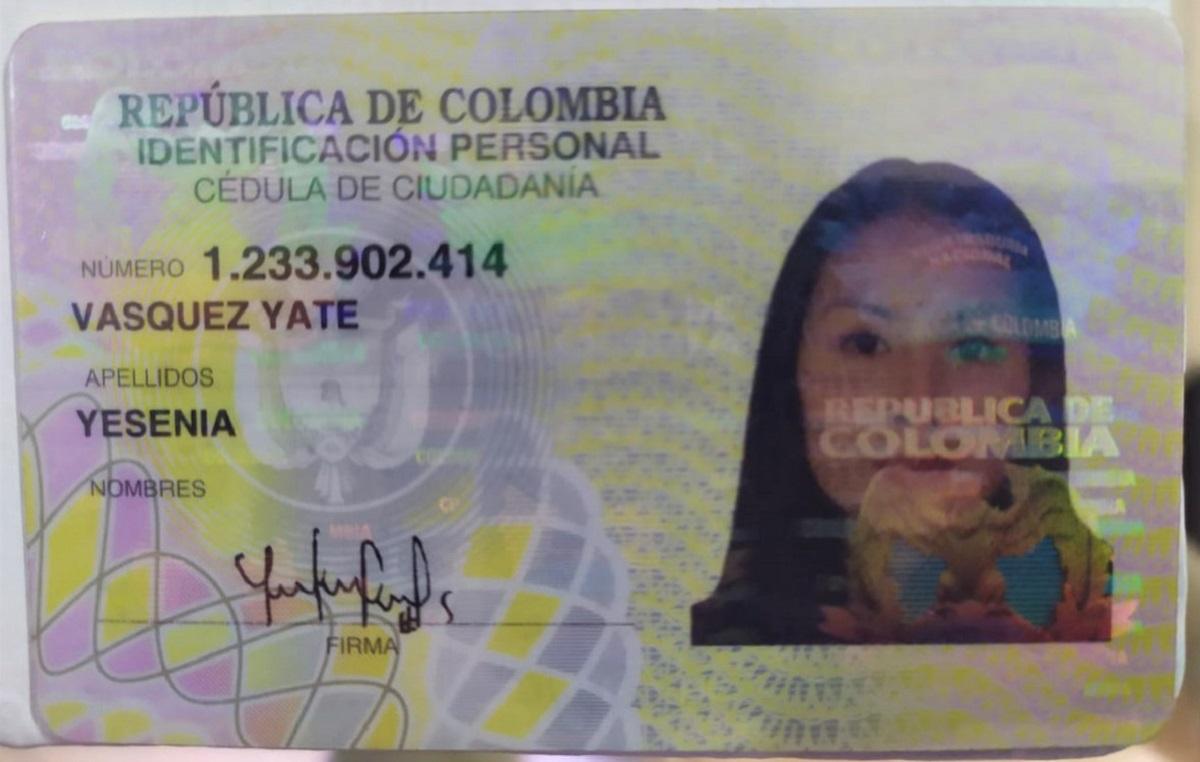 REPÚBLICA DE COLOMBIA
IDENTIFICACIÓN PERSONAL
CÉDULA DE CIUDADANÍA
NÚMERO 1.233.902.414
VASQUEZ YATE
APELLIDOS
YESENIA
NOMBRES
FIRMA
COLOMBIA
REPUBLICA DE
COLOMBIA